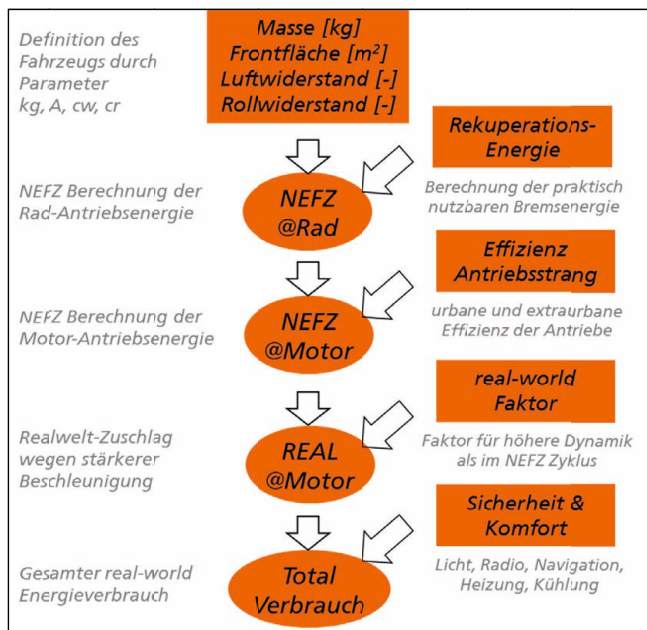 Definition des
Fahrzeugs durch
Parameter
kg, A, cw, cr
Masse [kg]
Frontfläche [m²]
Luftwiderstand [-]
Rollwiderstand [-]
Rekuperations-
Energie
NEFZ Berechnung der
Rad-Antriebsenergie
NEFZ
@Rad
Berechnung der praktisch
nutzbaren Bremsenergie
Effizienz
Antriebsstrang
NEFZ Berechnung der
Motor-Antriebsenergie
NEFZ
@Motor
urbane und extraurbane
Effizienz der Antriebe
real-world
Faktor
Realwelt-Zuschlag
wegen stärkerer
Beschleunigung
REAL
@Motor
Faktor für höhere Dynamik
als im NEFZ Zyklus
Sicherheit &
Komfort
Gesamter real-world
Energieverbrauch
Total
Verbrauch
Licht, Radio, Navigation,
Heizung, Kühlung